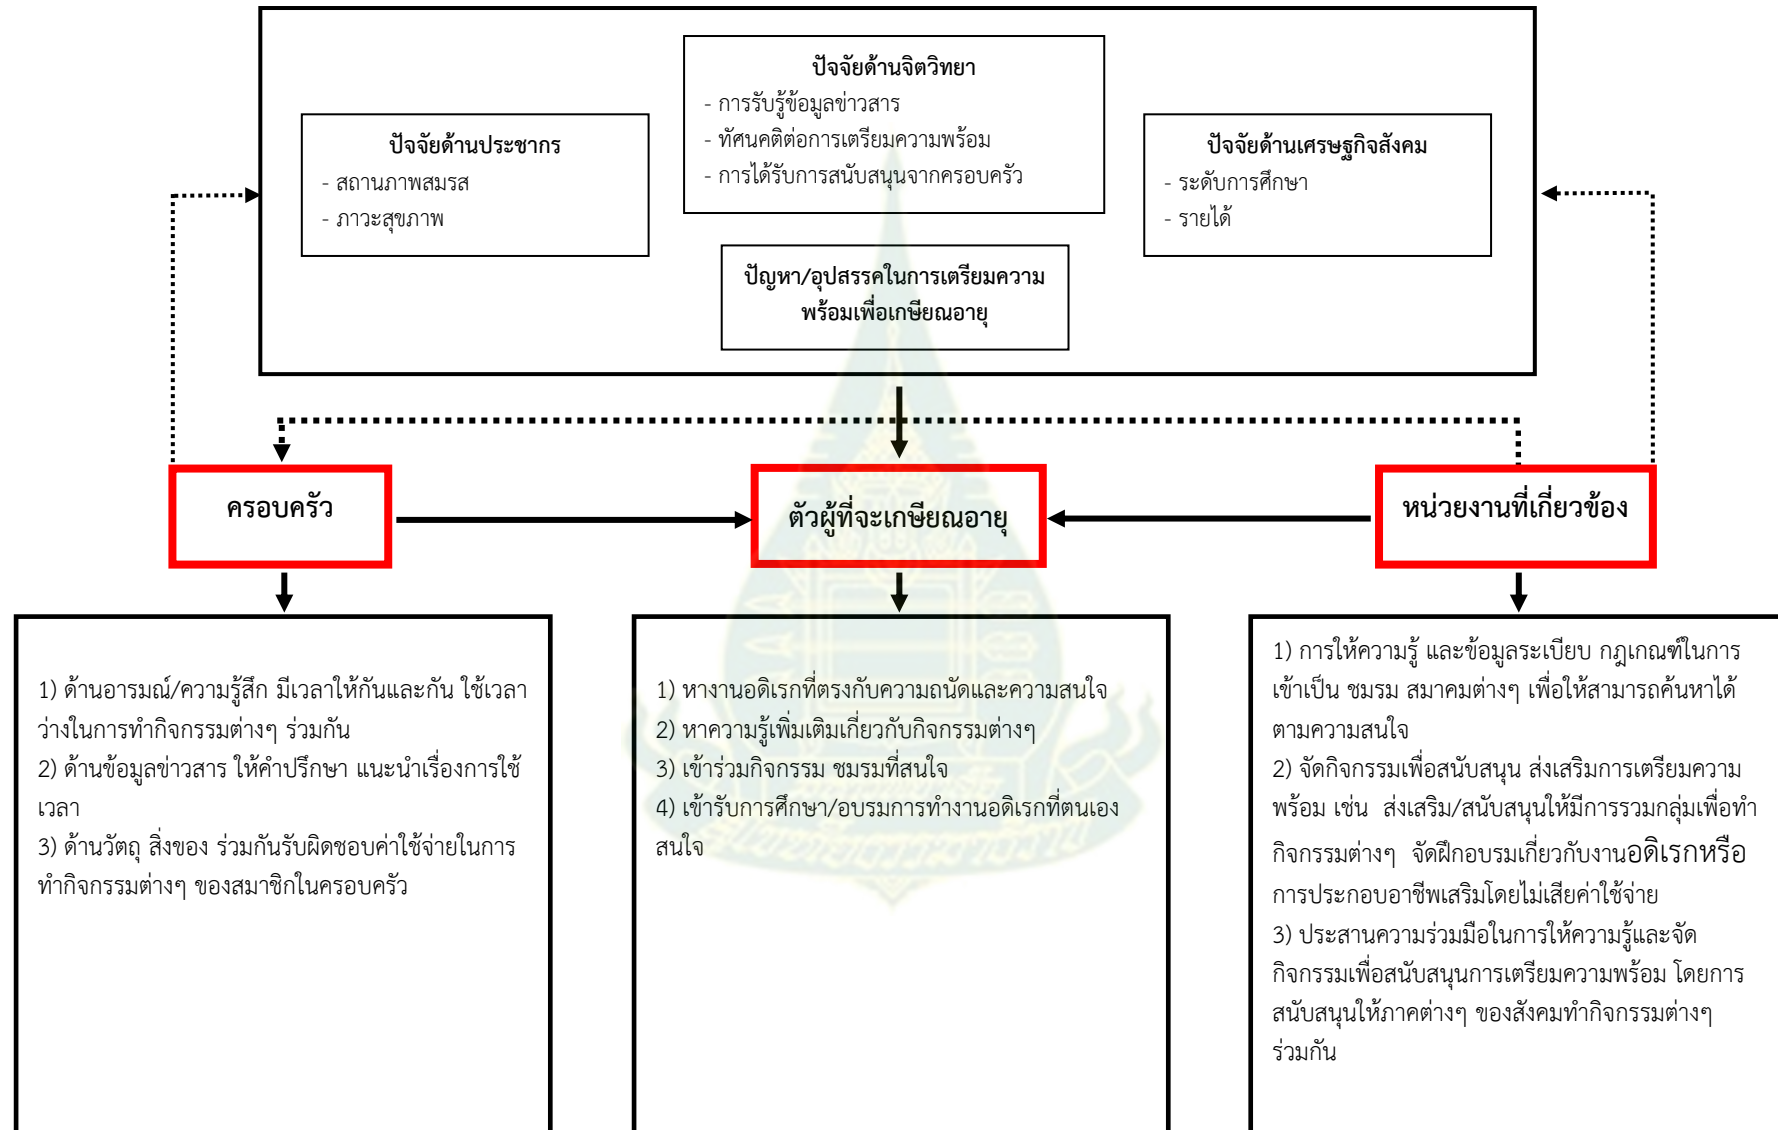 ปัจจัยด้านจิตวิทยา
- การรับรู้ข้อมูลข่าวสาร
- ทัศนคติต่อการเตรียมความพร้อม
- การได้รับการสนับสนุนจากครอบครัว
ปัจจัยด้านประชากร
- สถานภาพสมรส
- ภาวะสุขภาพ
ปัจจัยด้านเศรษฐกิจสังคม
- ระดับการศึกษา
- รายได้
ปัญหา/อุปสรรคในการเตรียมความ
พร้อมเพื่อเกษียณอายุ
ครอบครัว
ตัวผู้ที่จะเกษียณอายุ
หน่วยงานที่เกี่ยวข้อง
1) ด้านอารมณ์/ความรู้สึก มีเวลาให้กันและกัน ใช้เวลา
ว่างในการทำกิจกรรมต่างๆ ร่วมกัน
2) ด้านข้อมูลข่าวสาร ให้คำปรึกษา แนะนำเรื่องการใช้
เวลา
3) ด้านวัตถุ สิ่งของ ร่วมกันรับผิดชอบค่าใช้จ่ายในการ
ทำกิจกรรมต่างๆ ของสมาชิกในครอบครัว
1) หางานอดิเรกที่ตรงกับความถนัดและความสนใจ
2) หาความรู้เพิ่มเติมเกี่ยวกับกิจกรรมต่างๆ
3) เข้าร่วมกิจกรรม ชมรมที่สนใจ
4) เข้ารับการศึกษา/อบรมการทำงานอดิเรกที่ตนเอง
สนใจ
1) การให้ความรู้ และข้อมูลระเบียบ กฎเกณฑ์ในการ
เข้าเป็น ชมรม สมาคมต่างๆ เพื่อให้สามารถค้นหาได้
ตามความสนใจ
2) จัดกิจกรรมเพื่อสนับสนุน ส่งเสริมการเตรียมความ
พร้อม เช่น ส่งเสริม/สนับสนุนให้มีการรวมกลุ่มเพื่อทำ
กิจกรรมต่างๆ จัดฝึกอบรมเกี่ยวกับงานอดิเรกหรือ
การประกอบอาชีพเสริมโดยไม่เสียค่าใช้จ่าย
3) ประสานความร่วมมือในการให้ความรู้และจัด
กิจกรรมเพื่อสนับสนุนการเตรียมความพร้อม โดยการ
สนับสนุนให้ภาคต่างๆ ของสังคมทำกิจกรรมต่างๆ
ร่วมกัน